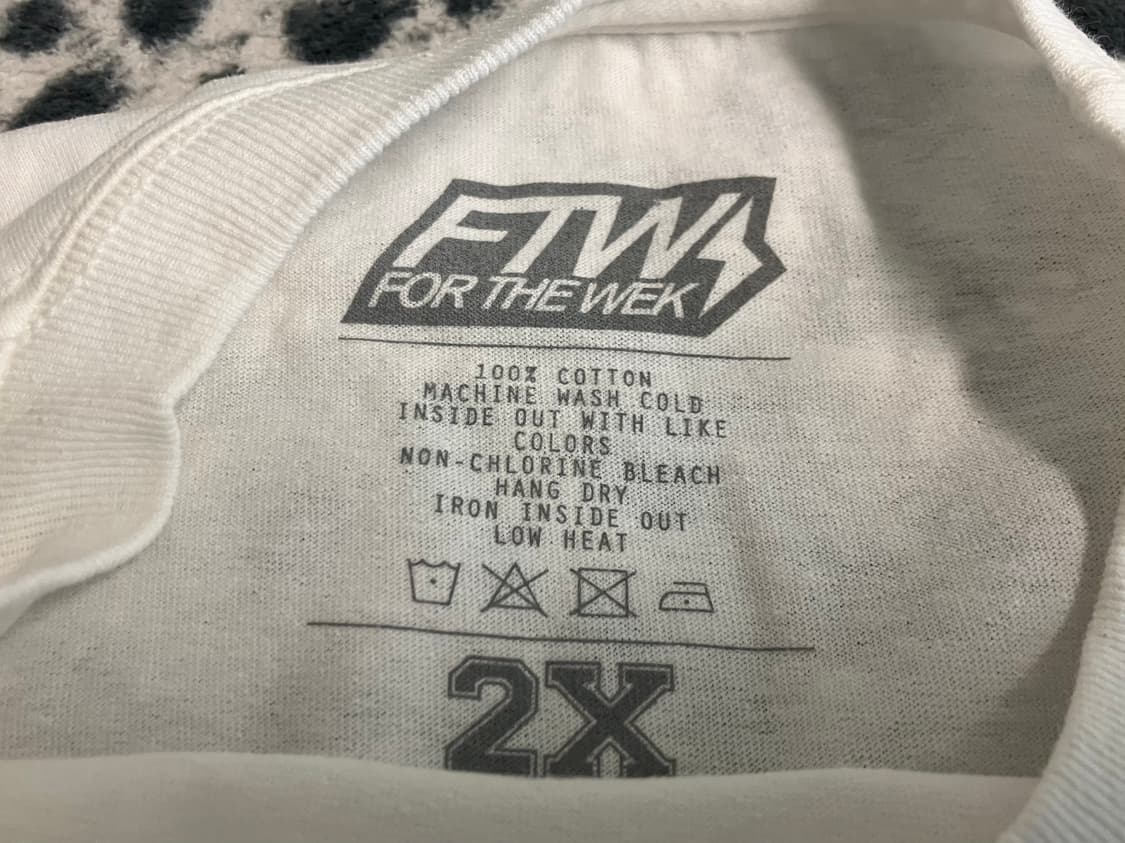 FTW
FOR THE WEK
100% COTTON
MACHINE WASH COLD
INSIDE OUT WITH LIKE
COLORS
NON-CHLORINE BLEACH
HANG DRY
IRON INSIDE OUT
LOW HEAT
2X